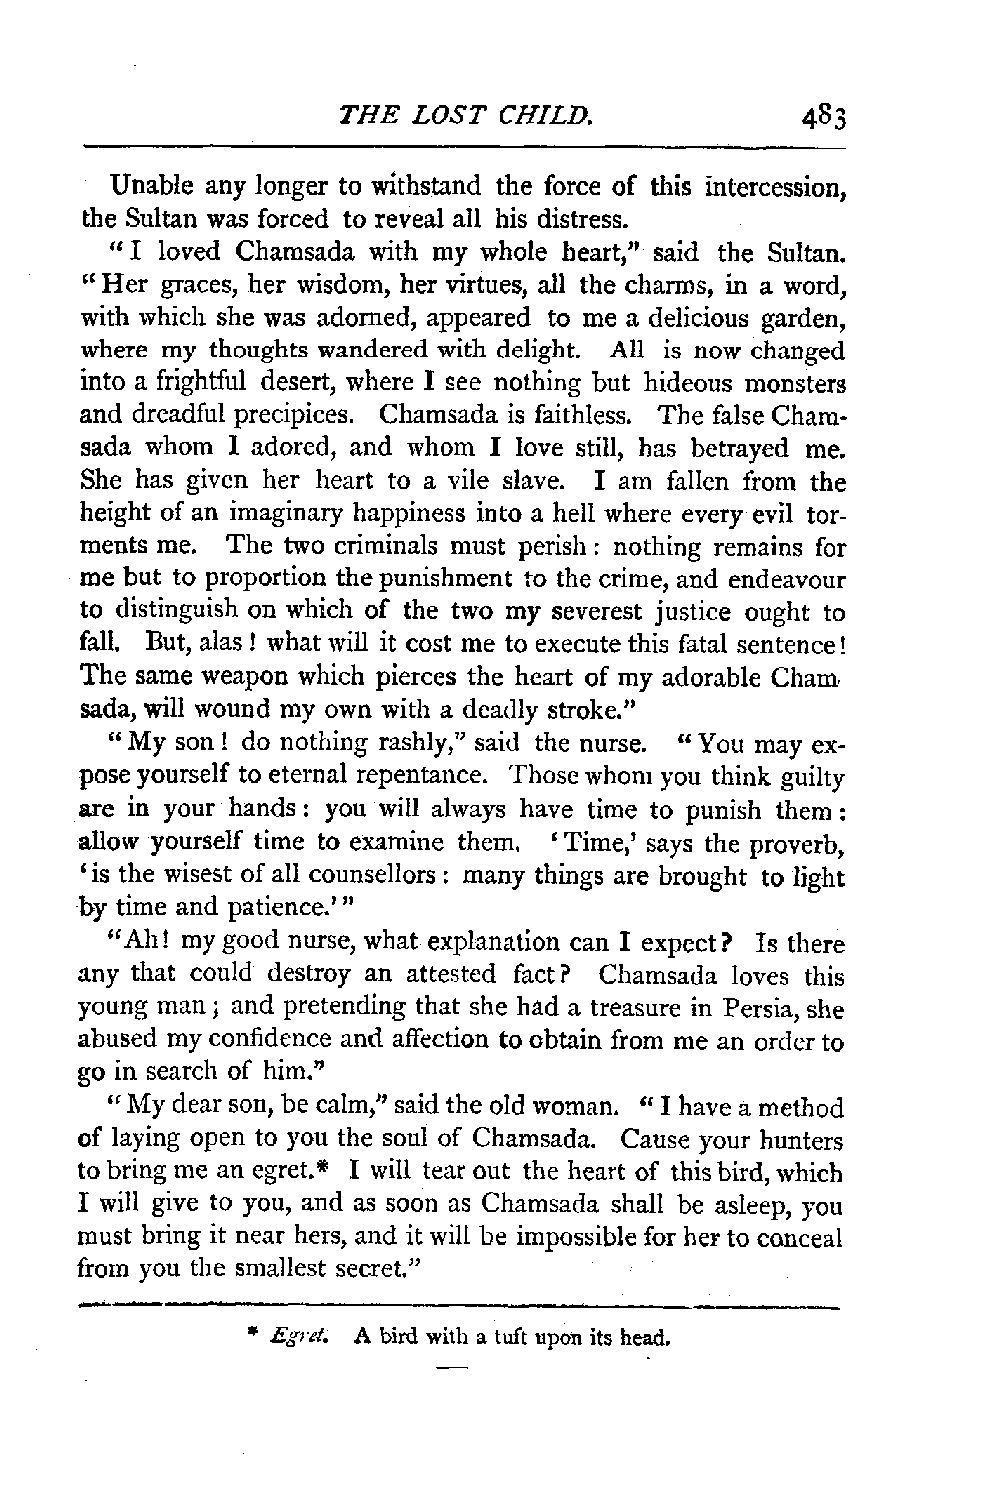 THE LOST CHILD. 483
Unable any longer to withstand the force of this intercession,
the Sultan was forced to reveal all his distress.
“I loved Chamsada with my whole heart,” said the Sultan.
“Her graces, her wisdom, her virtues, all the charms, in a word,
with which she was adorned, appeared to me a delicious garden,
where my thoughts wandered with delight. All is now changed
into a frightful desert, where I see nothing but hideous monsters
and dreadful precipices. Chamsada is faithless. The false Cham-
sada whom I adored, and whom I love still, has betrayed me.
She has given her heart to a vile slave. I am fallen from the
height of an imaginary happiness into a hell where every evil tor-
ments me. The two criminals must perish: nothing remains for
me but to proportion the punishment to the crime, and endeavour
to distinguish on which of the two my severest justice ought to
fall. But, alas! what will it cost me to execute this fatal sentence!
The same weapon which pierces the heart of my adorable Cham-
sada, will wound my own with a deadly stroke.”
“My son! do nothing rashly,” said the nurse. “You may ex-
pose yourself to eternal repentance. Those whom you think guilty
are in your hands: you will always have time to punish them:
allow yourself time to examine them. ‘Time,’ says the proverb,
‘is the wisest of all counsellors: many things are brought to light
by time and patience.’”
“Ah! my good nurse, what explanation can I expect? Is there
any that could destroy an attested fact? Chamsada loves this
young man; and pretending that she had a treasure in Persia, she
abused my confidence and affection to obtain from me an order to
go in search of him.”
“My dear son, be calm,” said the old woman. “I have a method
of laying open to you the soul of Chamsada. Cause your hunters
to bring me an egret.* I will tear out the heart of this bird, which
I will give to you, and as soon as Chamsada shall be asleep, you
must bring it near hers, and it will be impossible for her to conceal
from you the smallest secret.”
* Egret. A bird with a tuft upon its head.